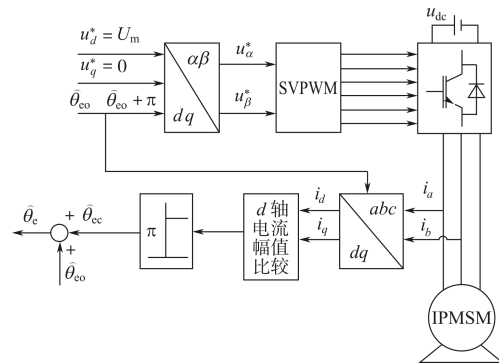 u_d^* = U_m
u_q^* = 0
θ̂_eo
θ̂_eo + π
αβ
dq
u_α^*
u_β^*
SVPWM
u_dc
θ̂_e
+
θ̂_ec
+
θ̂_eo
π
d 轴
电流
幅值
比较
i_d
i_q
abc
dq
i_a
i_b
IPMSM